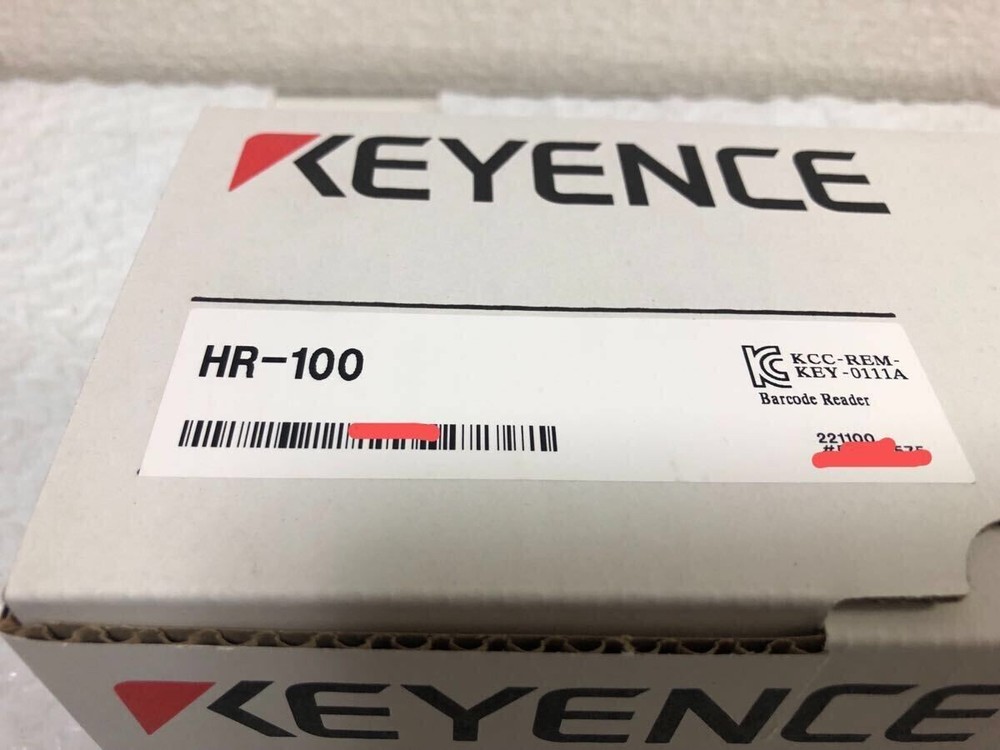 KEYENCE
HR-100
KCC-REM-
KEY-0111A
Barcode Reader
221100
KEYENCE